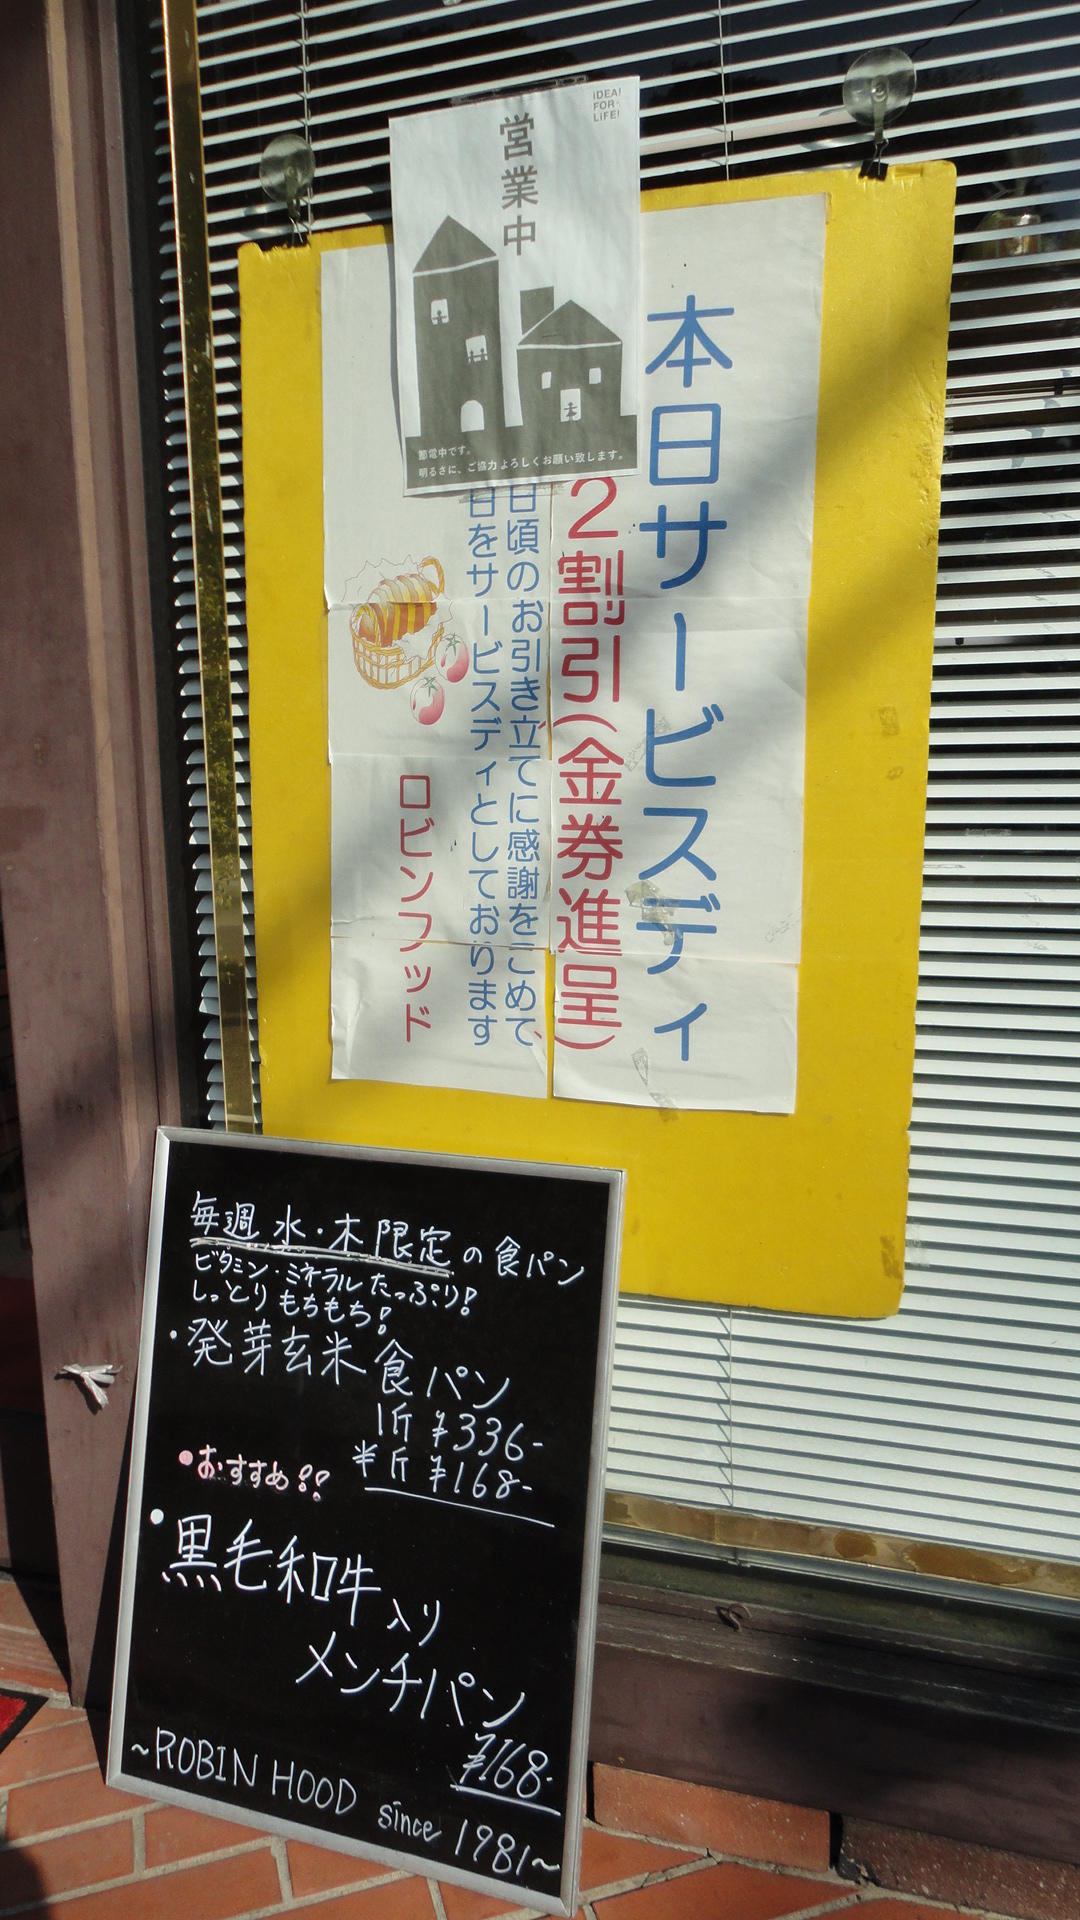 IDEA!
FOR
LIFE!
営業中
節電中です。
明るさに、ご協力よろしくお願い致します。
本日サービスディ
2割引(金券進呈)
日頃のお引き立てに感謝をこめて
日をサービスディとしております
ロビンフッド
毎週 水・木 限定の食パン
ビタミン・ミネラルたっぷり!
しっとりもちもち!
・発芽玄米食パン
1斤 ¥336-
半斤 ¥168-
●おすすめ!!
●黒毛和牛入り
メンチパン
¥168-
~ROBIN HOOD since 1981~